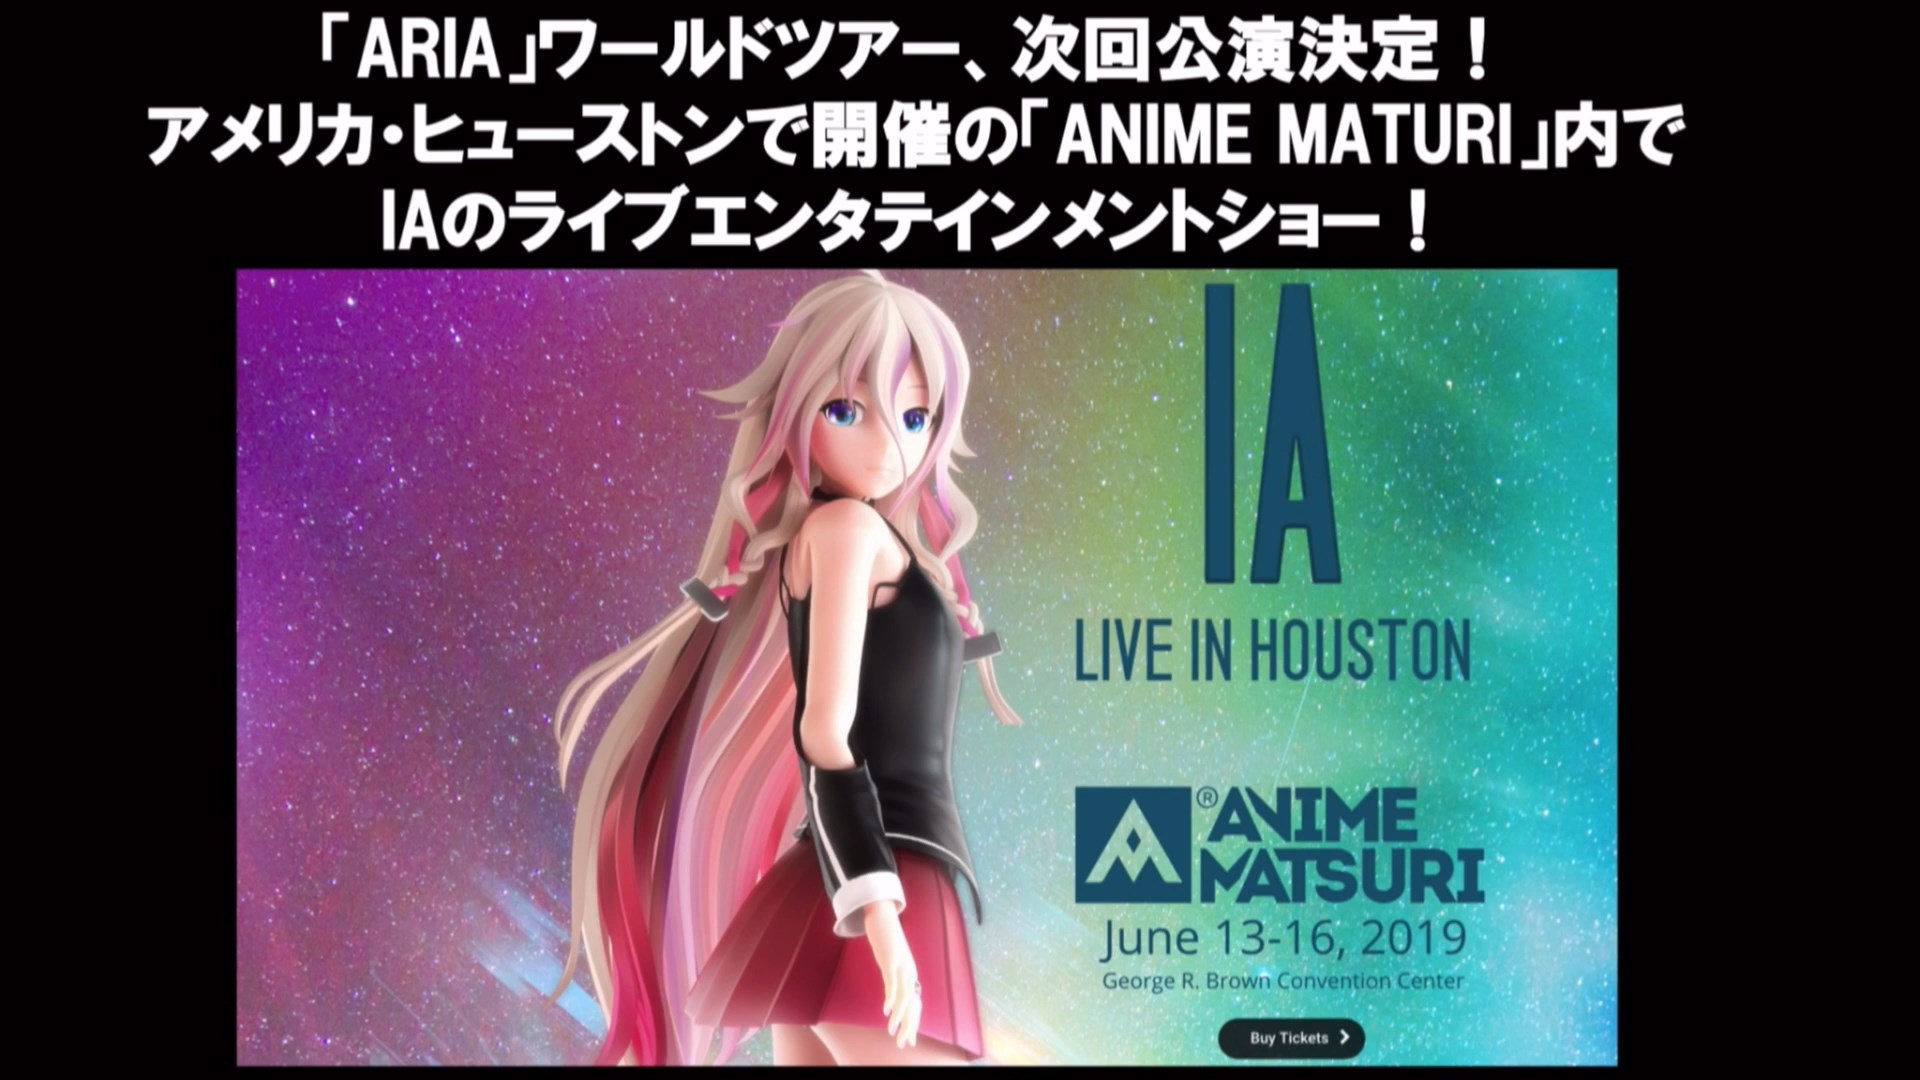 「ARIA」ワールドツアー、次回公演決定！
アメリカ・ヒューストンで開催の「ANIME MATURI」内で
IAのライブエンタテインメントショー！
IA
LIVE IN HOUSTON
® ANIME
MATSURI
June 13-16, 2019
George R. Brown Convention Center
Buy Tickets